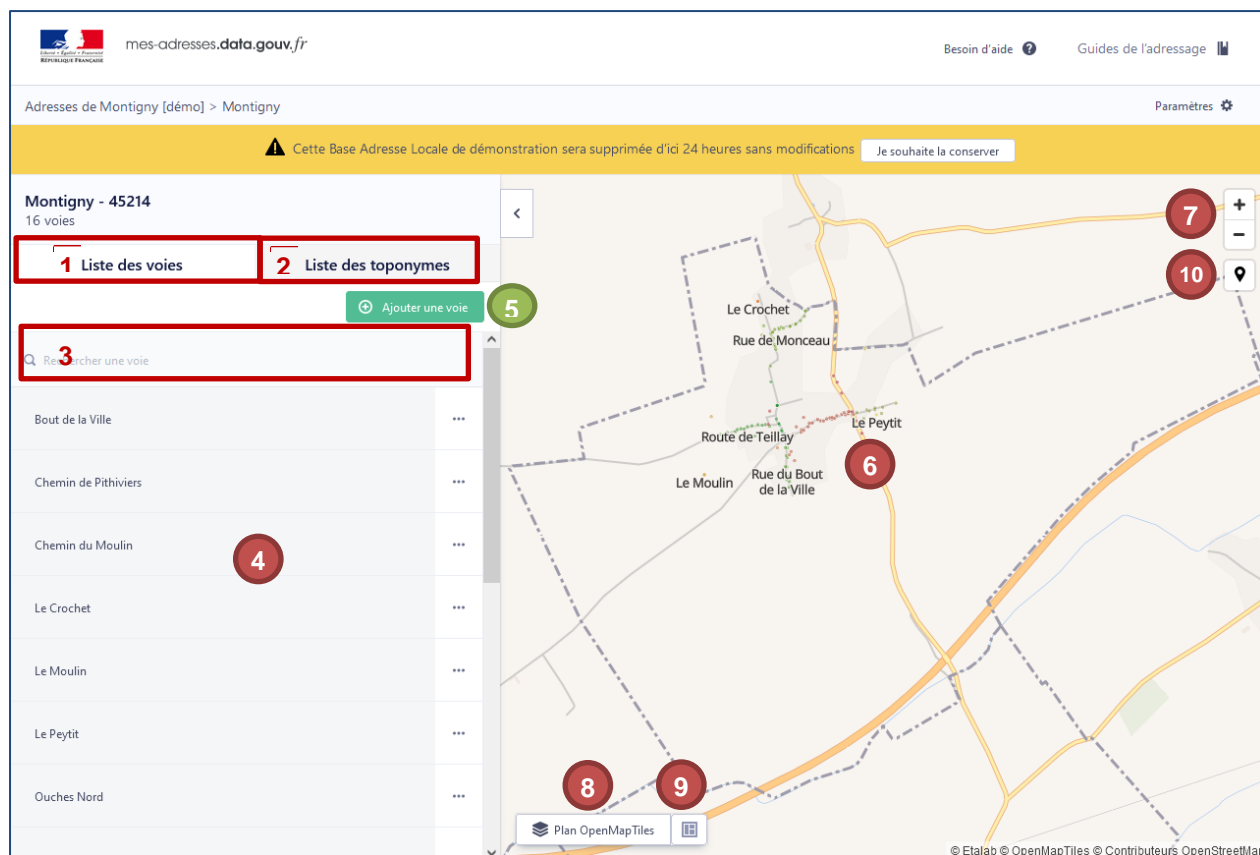 mes-adresses.data.gouv.fr
Liberté • Égalité • Fraternité
RÉPUBLIQUE FRANÇAISE
Besoin d'aide ?
Guides de l'adressage
Adresses de Montigny [démo] > Montigny
Paramètres
Cette Base Adresse Locale de démonstration sera supprimée d'ici 24 heures sans modifications
Je souhaite la conserver
Montigny - 45214
16 voies
1 Liste des voies
2 Liste des toponymes
Ajouter une voie
5
3
Rechercher une voie
Bout de la Ville
Chemin de Pithiviers
Chemin du Moulin
4
Le Crochet
Le Moulin
Le Peytit
Ouches Nord
7
+
−
10
Le Crochet
Rue de Monceau
Le Peytit
Route de Teillay
6
Le Moulin
Rue du Bout
de la Ville
8
9
Plan OpenMapTiles
© Etalab © OpenMapTiles © Contributeurs OpenStreetMap